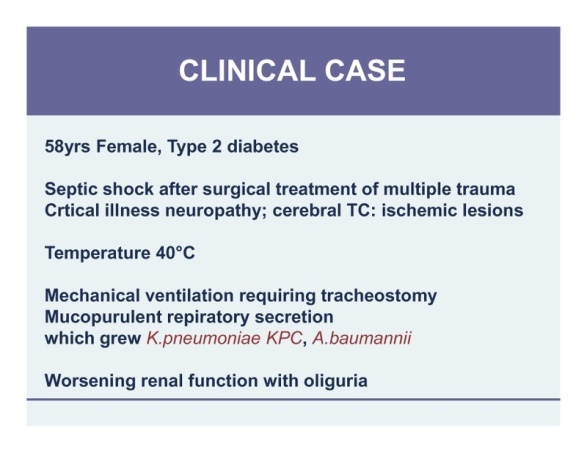 CLINICAL CASE
58yrs Female, Type 2 diabetes
Septic shock after surgical treatment of multiple trauma
Crtical illness neuropathy; cerebral TC: ischemic lesions
Temperature 40°C
Mechanical ventilation requiring tracheostomy
Mucopurulent repiratory secretion
which grew K.pneumoniae KPC, A.baumannii
Worsening renal function with oliguria